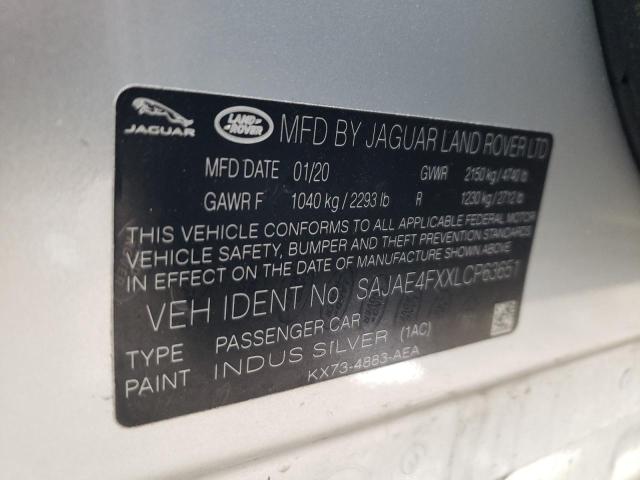 JAGUAR LAND ROVER MFD BY JAGUAR LAND ROVER LTD
MFD DATE 01/20 GVWR 2150 kg / 4740 lb
GAWR F 1040 kg / 2293 lb R 1230 kg / 2712 lb
THIS VEHICLE CONFORMS TO ALL APPLICABLE FEDERAL MOTOR
VEHICLE SAFETY, BUMPER AND THEFT PREVENTION STANDARDS
IN EFFECT ON THE DATE OF MANUFACTURE SHOWN ABOVE.
VEH IDENT No. SAJAE4FXXLCP63651
TYPE PASSENGER CAR
PAINT INDUS SILVER (1AC)
KX73-4883-AEA